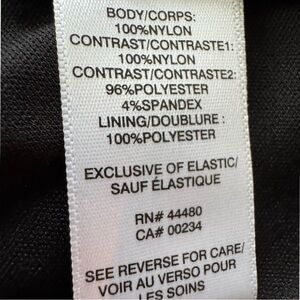 BODY/CORPS:
100%NYLON
CONTRAST/CONTRASTE1:
100%NYLON
CONTRAST/CONTRASTE2:
96%POLYESTER
4%SPANDEX
LINING/DOUBLURE :
100%POLYESTER
EXCLUSIVE OF ELASTIC/
SAUF ÉLASTIQUE
RN# 44480
CA# 00234
SEE REVERSE FOR CARE/
VOIR AU VERSO POUR
LES SOINS